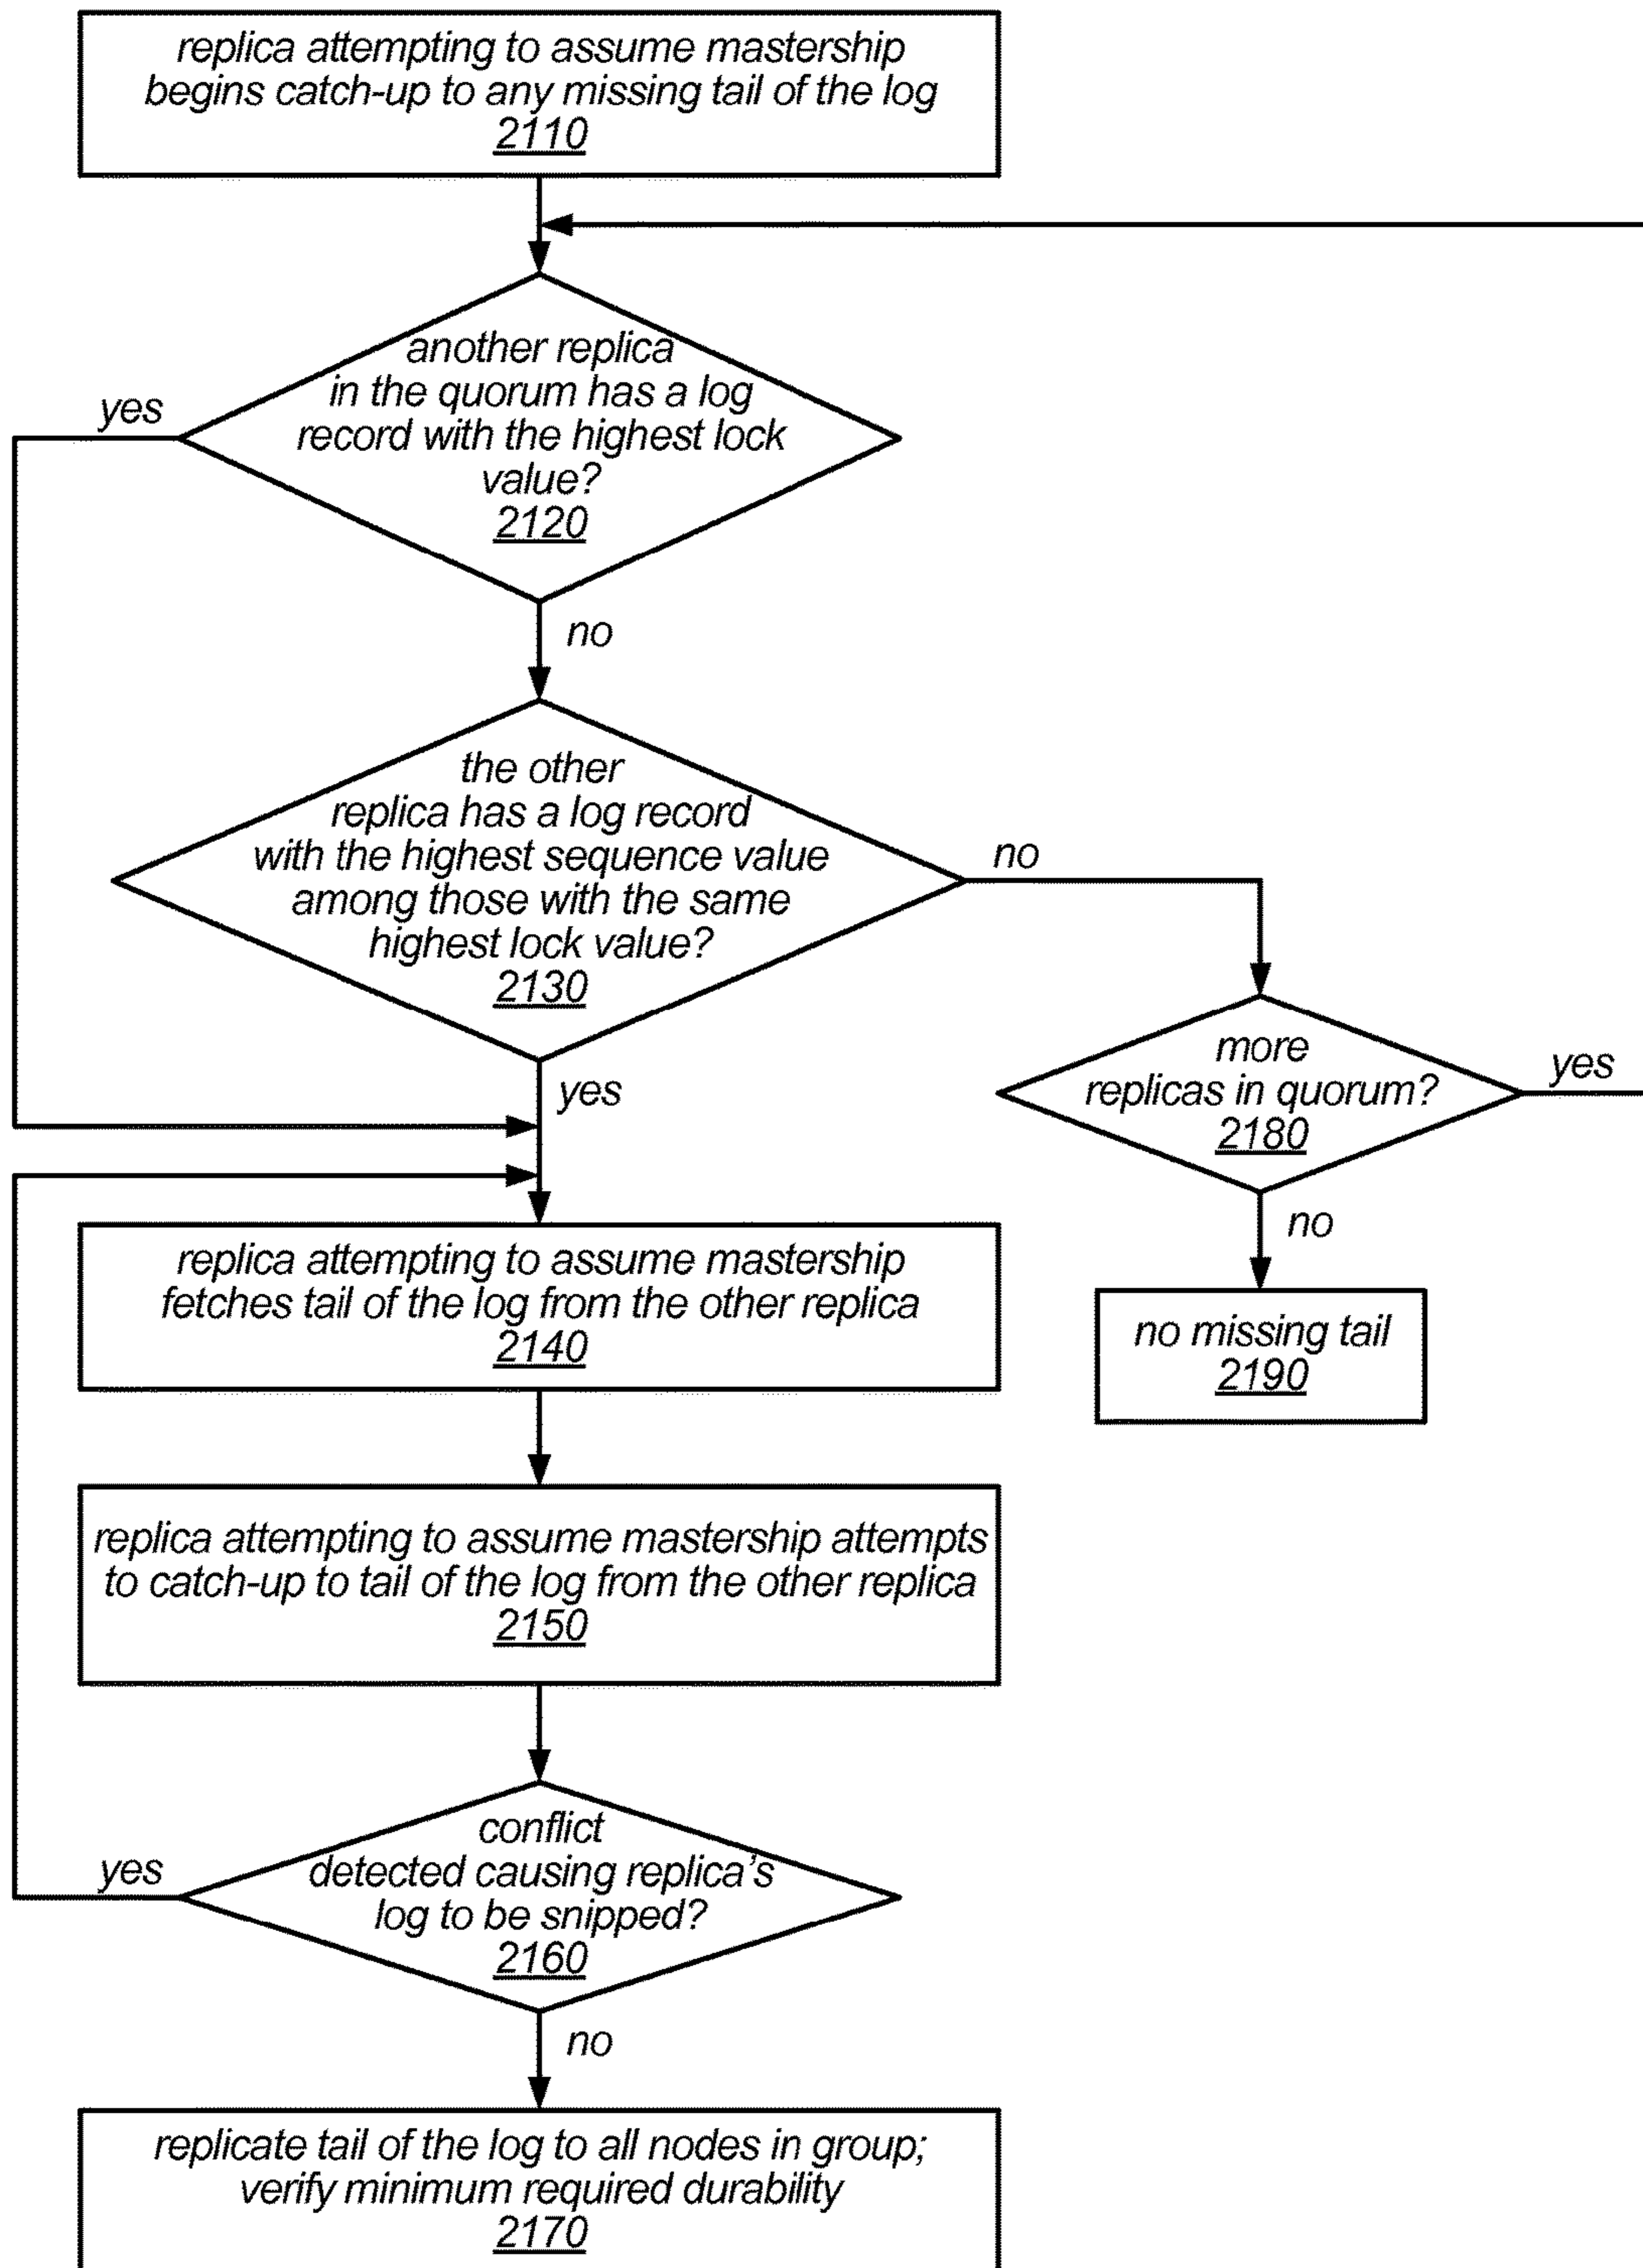 replica attempting to assume mastership
begins catch-up to any missing tail of the log
2110
another replica
in the quorum has a log
record with the highest lock
value?
2120
yes
no
the other
replica has a log record
with the highest sequence value
among those with the same
highest lock value?
2130
no
yes
more
replicas in quorum?
2180
yes
no
no missing tail
2190
replica attempting to assume mastership
fetches tail of the log from the other replica
2140
replica attempting to assume mastership attempts
to catch-up to tail of the log from the other replica
2150
conflict
detected causing replica's
log to be snipped?
2160
yes
no
replicate tail of the log to all nodes in group;
verify minimum required durability
2170